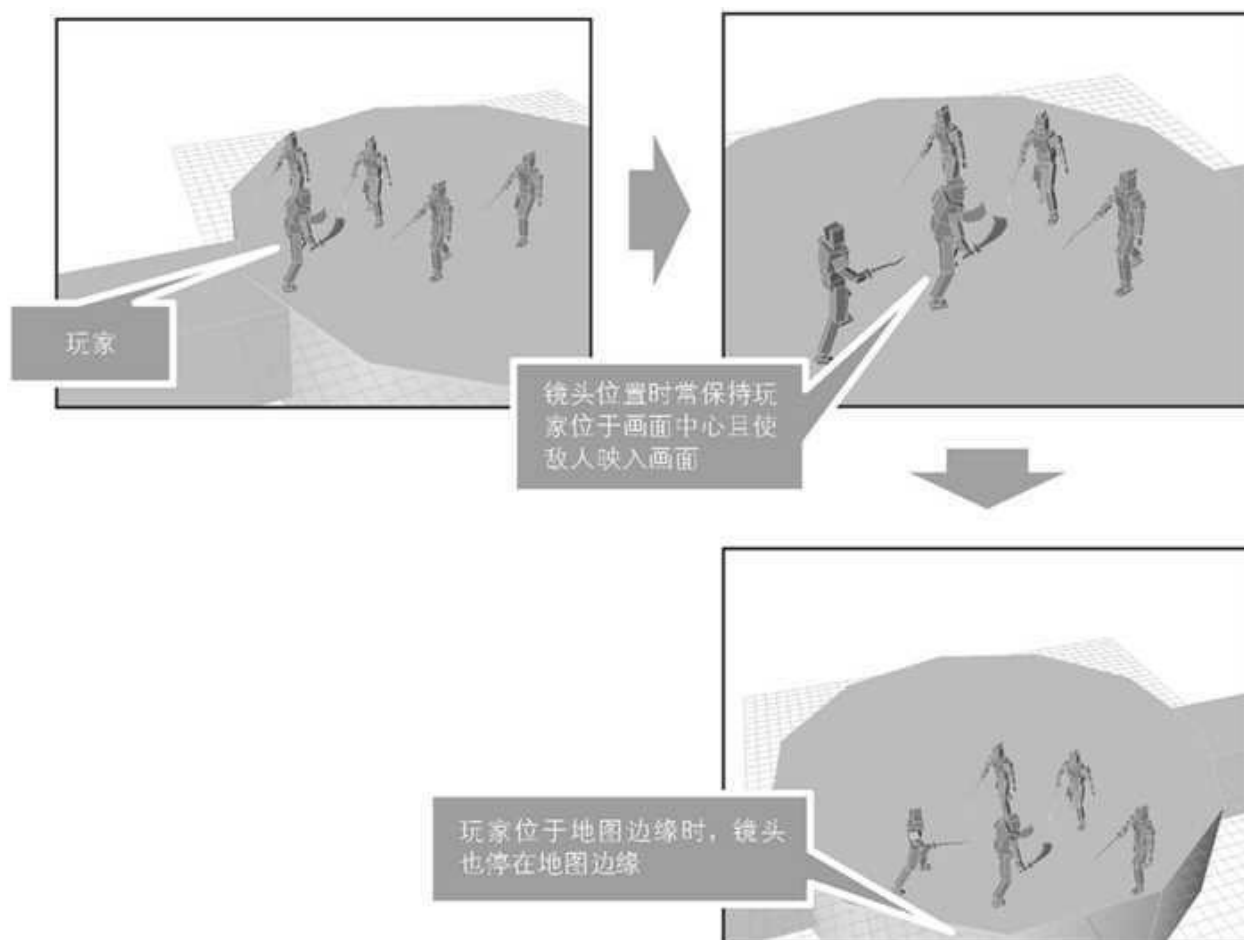 玩家
镜头位置时常保持玩
家位于画面中心且使
敌人映入画面
玩家位于地图边缘时，镜头
也停在地图边缘